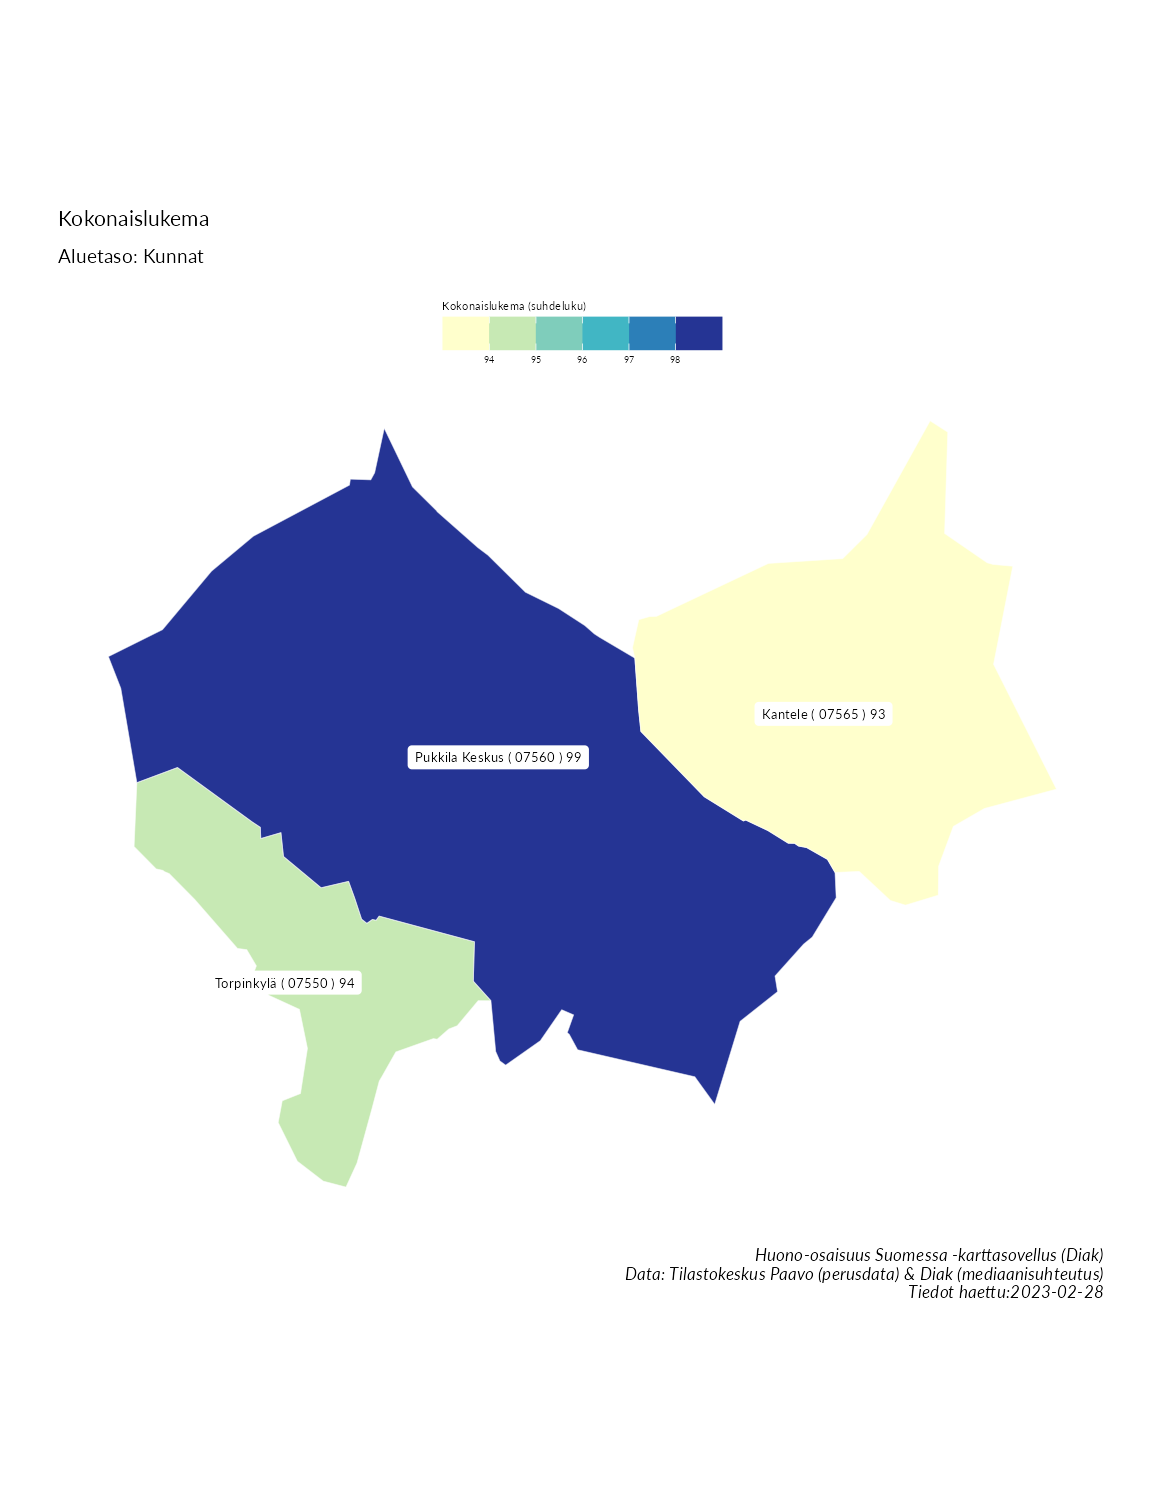 Kokonaislukema
Aluetaso: Kunnat
Kokonaislukema (suhdeluku)
94 95 96 97 98
Kantele ( 07565 ) 93
Pukkila Keskus ( 07560 ) 99
Torpinkylä ( 07550 ) 94
Huono-osaisuus Suomessa -karttasovellus (Diak)
Data: Tilastokeskus Paavo (perusdata) & Diak (mediaanisuhteutus)
Tiedot haettu:2023-02-28